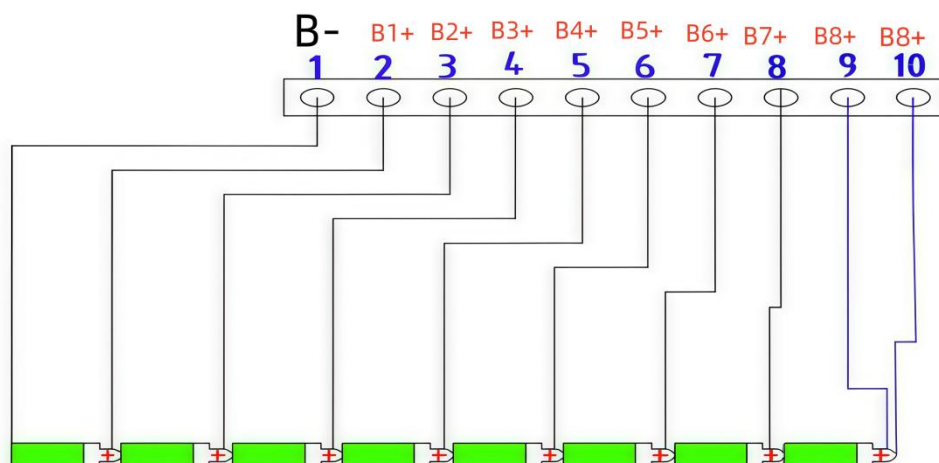 B- B1+ B2+ B3+ B4+ B5+ B6+ B7+ B8+ B8+
1 2 3 4 5 6 7 8 9 10
+ + + + + + + +